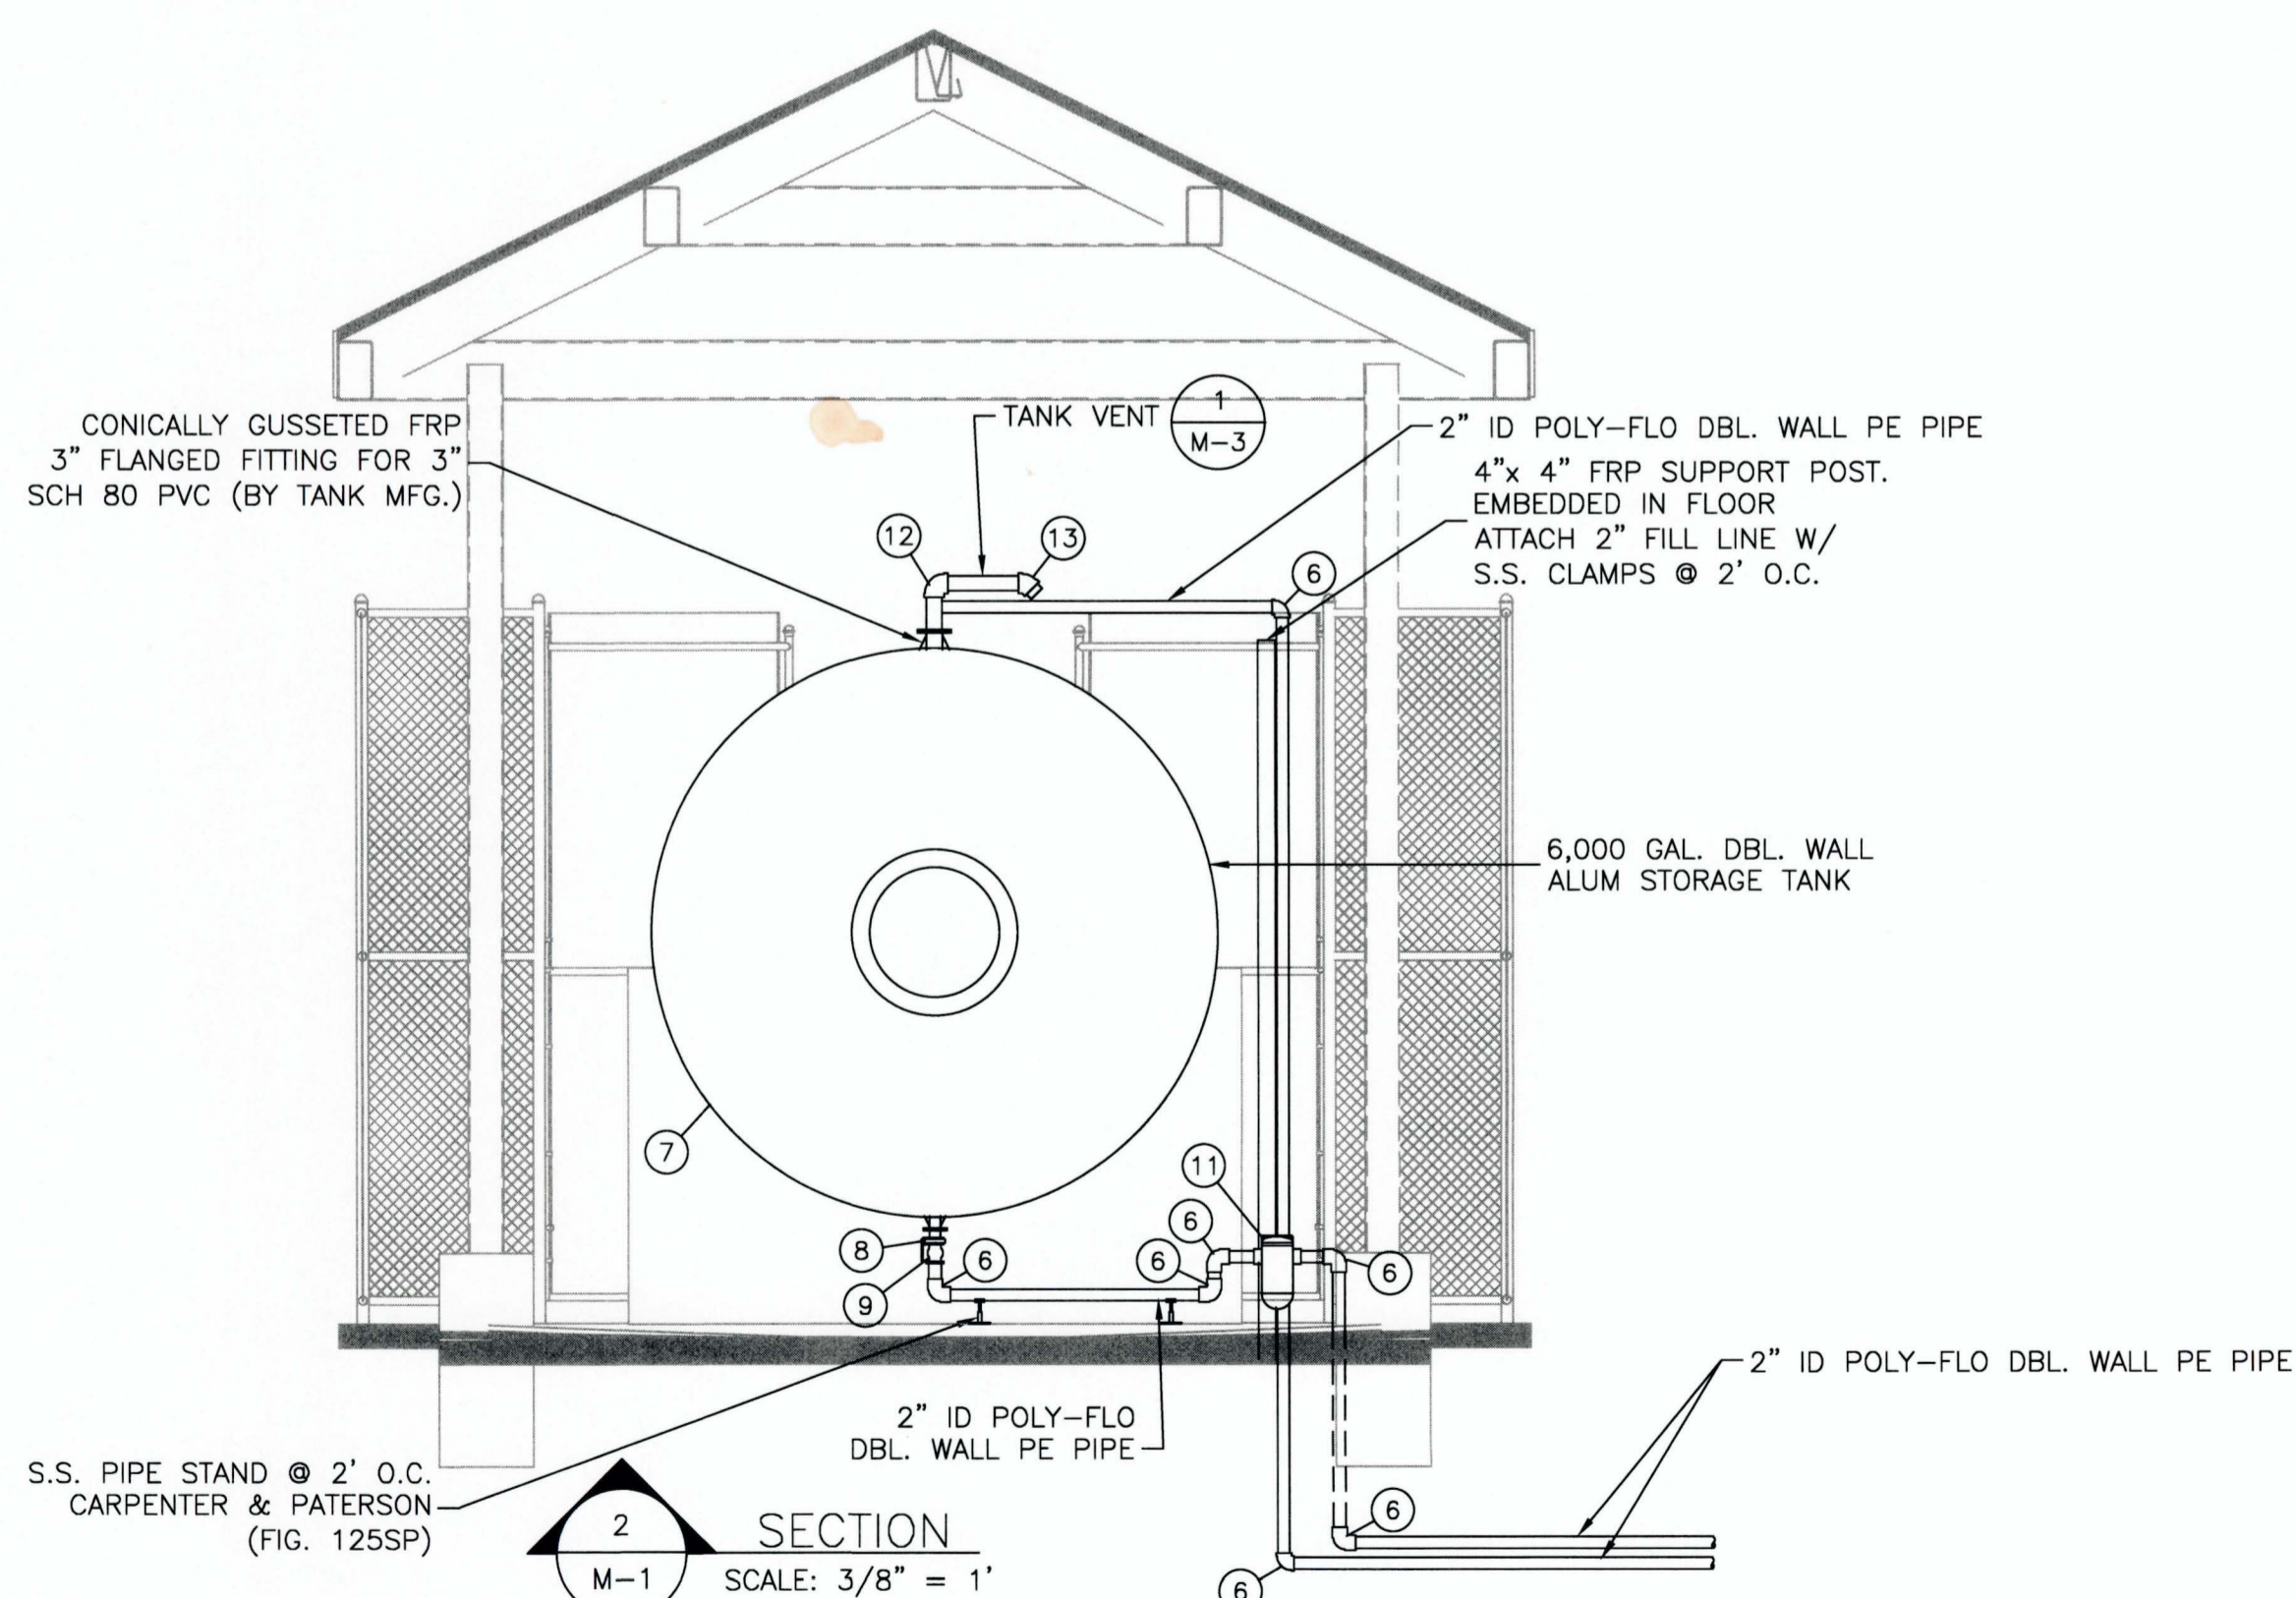 CONICALLY GUSSETED FRP
3" FLANGED FITTING FOR 3"
SCH 80 PVC (BY TANK MFG.)
TANK VENT
1
M-3
2" ID POLY-FLO DBL. WALL PE PIPE
4"x 4" FRP SUPPORT POST.
EMBEDDED IN FLOOR
ATTACH 2" FILL LINE W/
S.S. CLAMPS @ 2' O.C.
12
13
6
6,000 GAL. DBL. WALL
ALUM STORAGE TANK
7
11
6
8
6
6
6
9
2" ID POLY-FLO DBL. WALL PE PIPE
2" ID POLY-FLO
DBL. WALL PE PIPE
S.S. PIPE STAND @ 2' O.C.
CARPENTER & PATERSON
(FIG. 125SP)
6
6
2
M-1
SECTION
SCALE: 3/8" = 1'